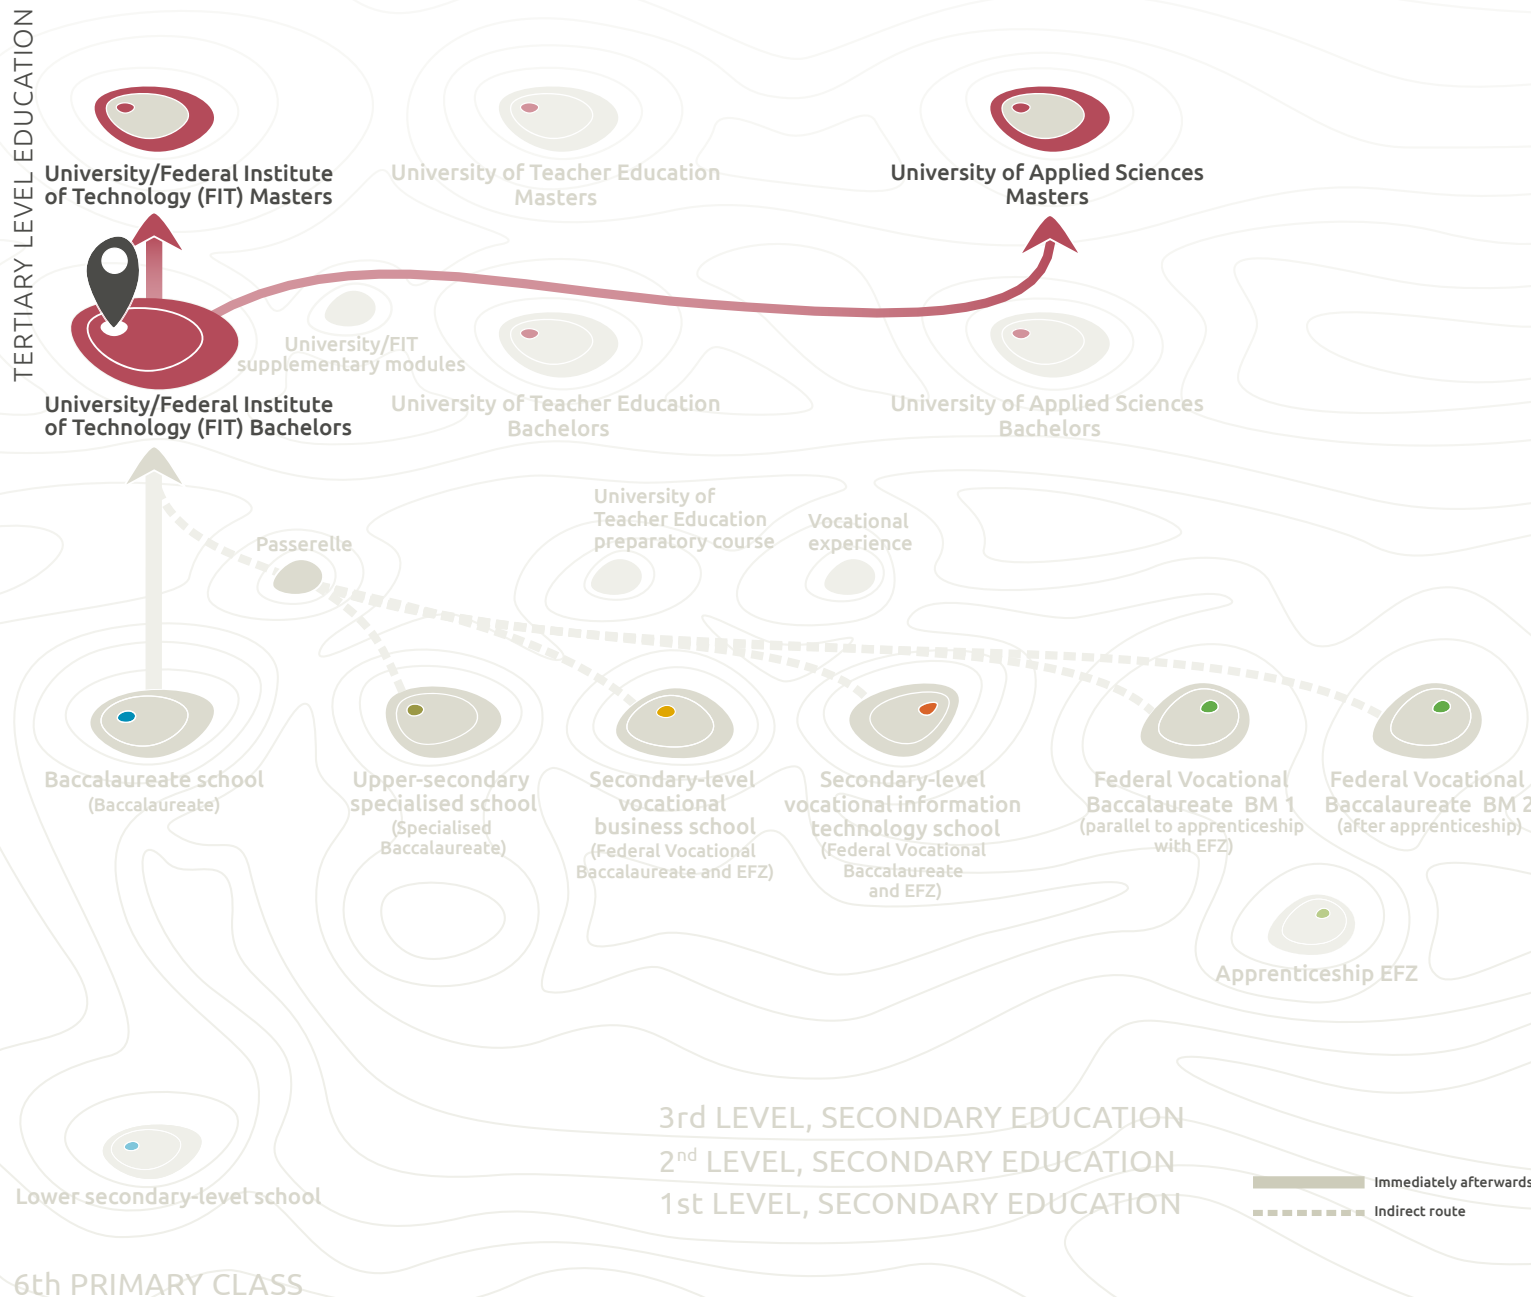 TERTIARY LEVEL EDUCATION
University/Federal Institute
of Technology (FIT) Masters
University of Teacher Education
Masters
University of Applied Sciences
Masters
University/FIT
supplementary modules
University/Federal Institute
of Technology (FIT) Bachelors
University of Teacher Education
Bachelors
University of Applied Sciences
Bachelors
Passerelle
University of
Teacher Education
preparatory course
Vocational
experience
Baccalaureate school
(Baccalaureate)
Upper-secondary
specialised school
(Specialised
Baccalaureate)
Secondary-level
vocational
business school
(Federal Vocational
Baccalaureate and EFZ)
Secondary-level
vocational information
technology school
(Federal Vocational
Baccalaureate
and EFZ)
Federal Vocational
Baccalaureate BM 1
(parallel to apprenticeship
with EFZ)
Federal Vocational
Baccalaureate BM 2
(after apprenticeship)
Apprenticeship EFZ
3rd LEVEL, SECONDARY EDUCATION
2nd LEVEL, SECONDARY EDUCATION
1st LEVEL, SECONDARY EDUCATION
Lower secondary-level school
Immediately afterwards
Indirect route
6th PRIMARY CLASS